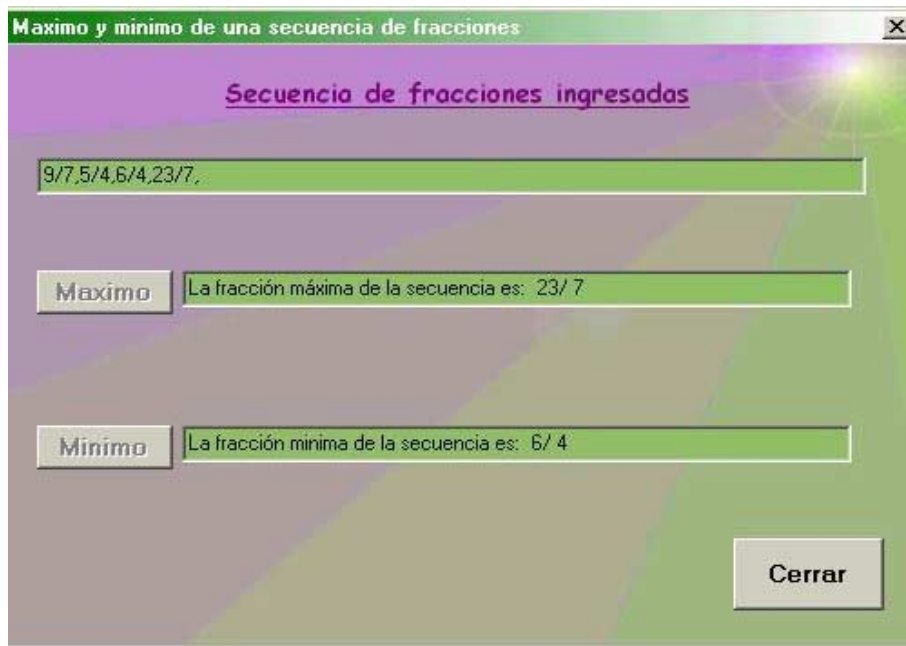 Maximo y minimo de una secuencia de fracciones
Secuencia de fracciones ingresadas
9/7,5/4,6/4,23/7,
Maximo
La fracción máxima de la secuencia es: 23/ 7
Minimo
La fracción minima de la secuencia es: 6/ 4
Cerrar